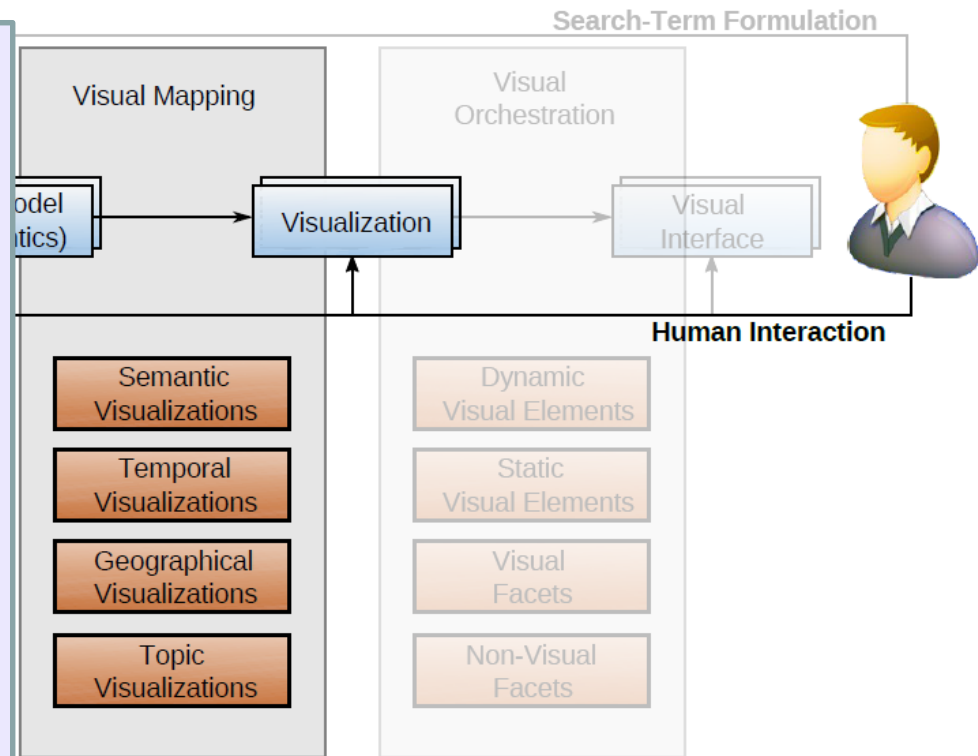 Search-Term Formulation
Visual Mapping
Visual
Orchestration
odel
ntics)
Visualization
Visual
Interface
Human Interaction
Semantic
Visualizations
Temporal
Visualizations
Geographical
Visualizations
Topic
Visualizations
Dynamic
Visual Elements
Static
Visual Elements
Visual
Facets
Non-Visual
Facets